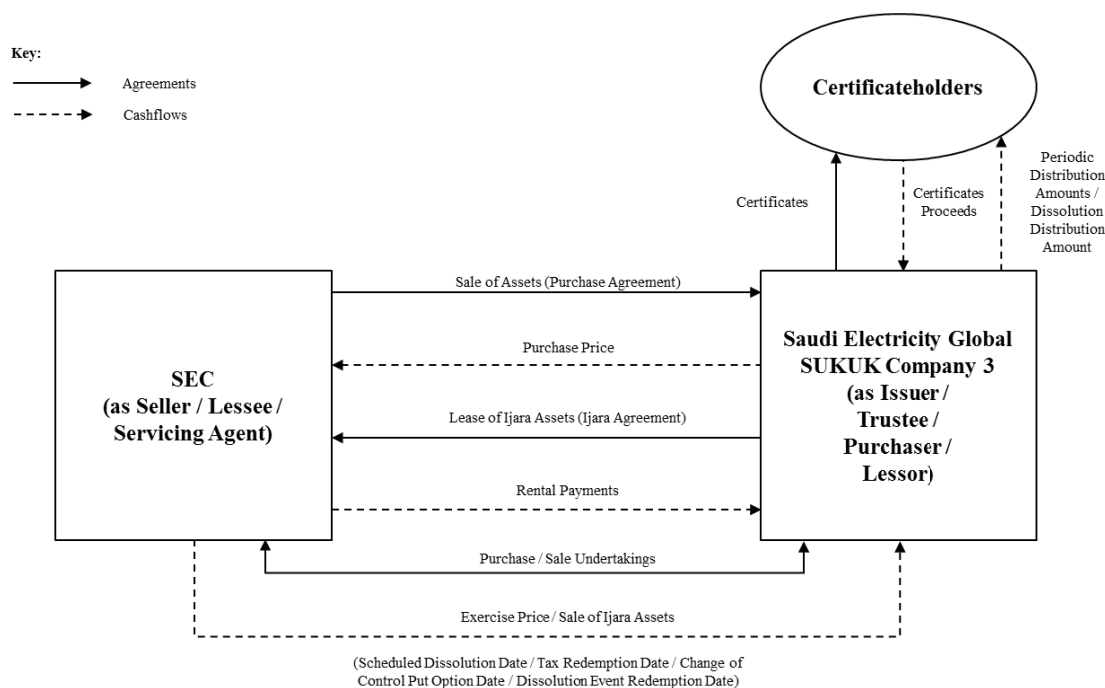 Key:
Agreements
Cashflows
Certificateholders
Certificates
Certificates
Proceeds
Periodic
Distribution
Amounts /
Dissolution
Distribution
Amount
SEC
(as Seller / Lessee /
Servicing Agent)
Sale of Assets (Purchase Agreement)
Purchase Price
Lease of Ijara Assets (Ijara Agreement)
Rental Payments
Saudi Electricity Global
SUKUK Company 3
(as Issuer /
Trustee /
Purchaser /
Lessor)
Purchase / Sale Undertakings
Exercise Price / Sale of Ijara Assets
(Scheduled Dissolution Date / Tax Redemption Date / Change of
Control Put Option Date / Dissolution Event Redemption Date)